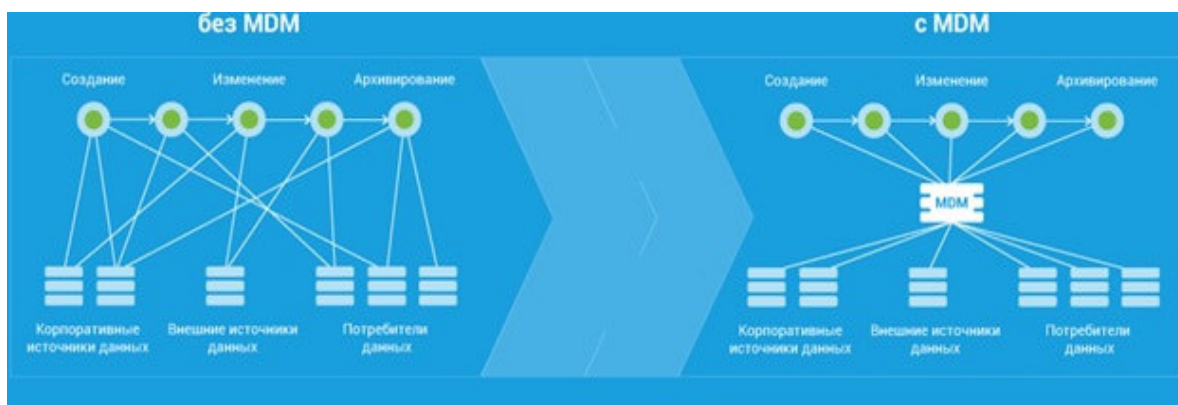 без MDM
Создание
Изменение
Архивирование
Корпоративные
источники данных
Внешние источники
данных
Потребители
данных
с MDM
Создание
Изменение
Архивирование
MDM
Корпоративные
источники данных
Внешние источники
данных
Потребители
данных